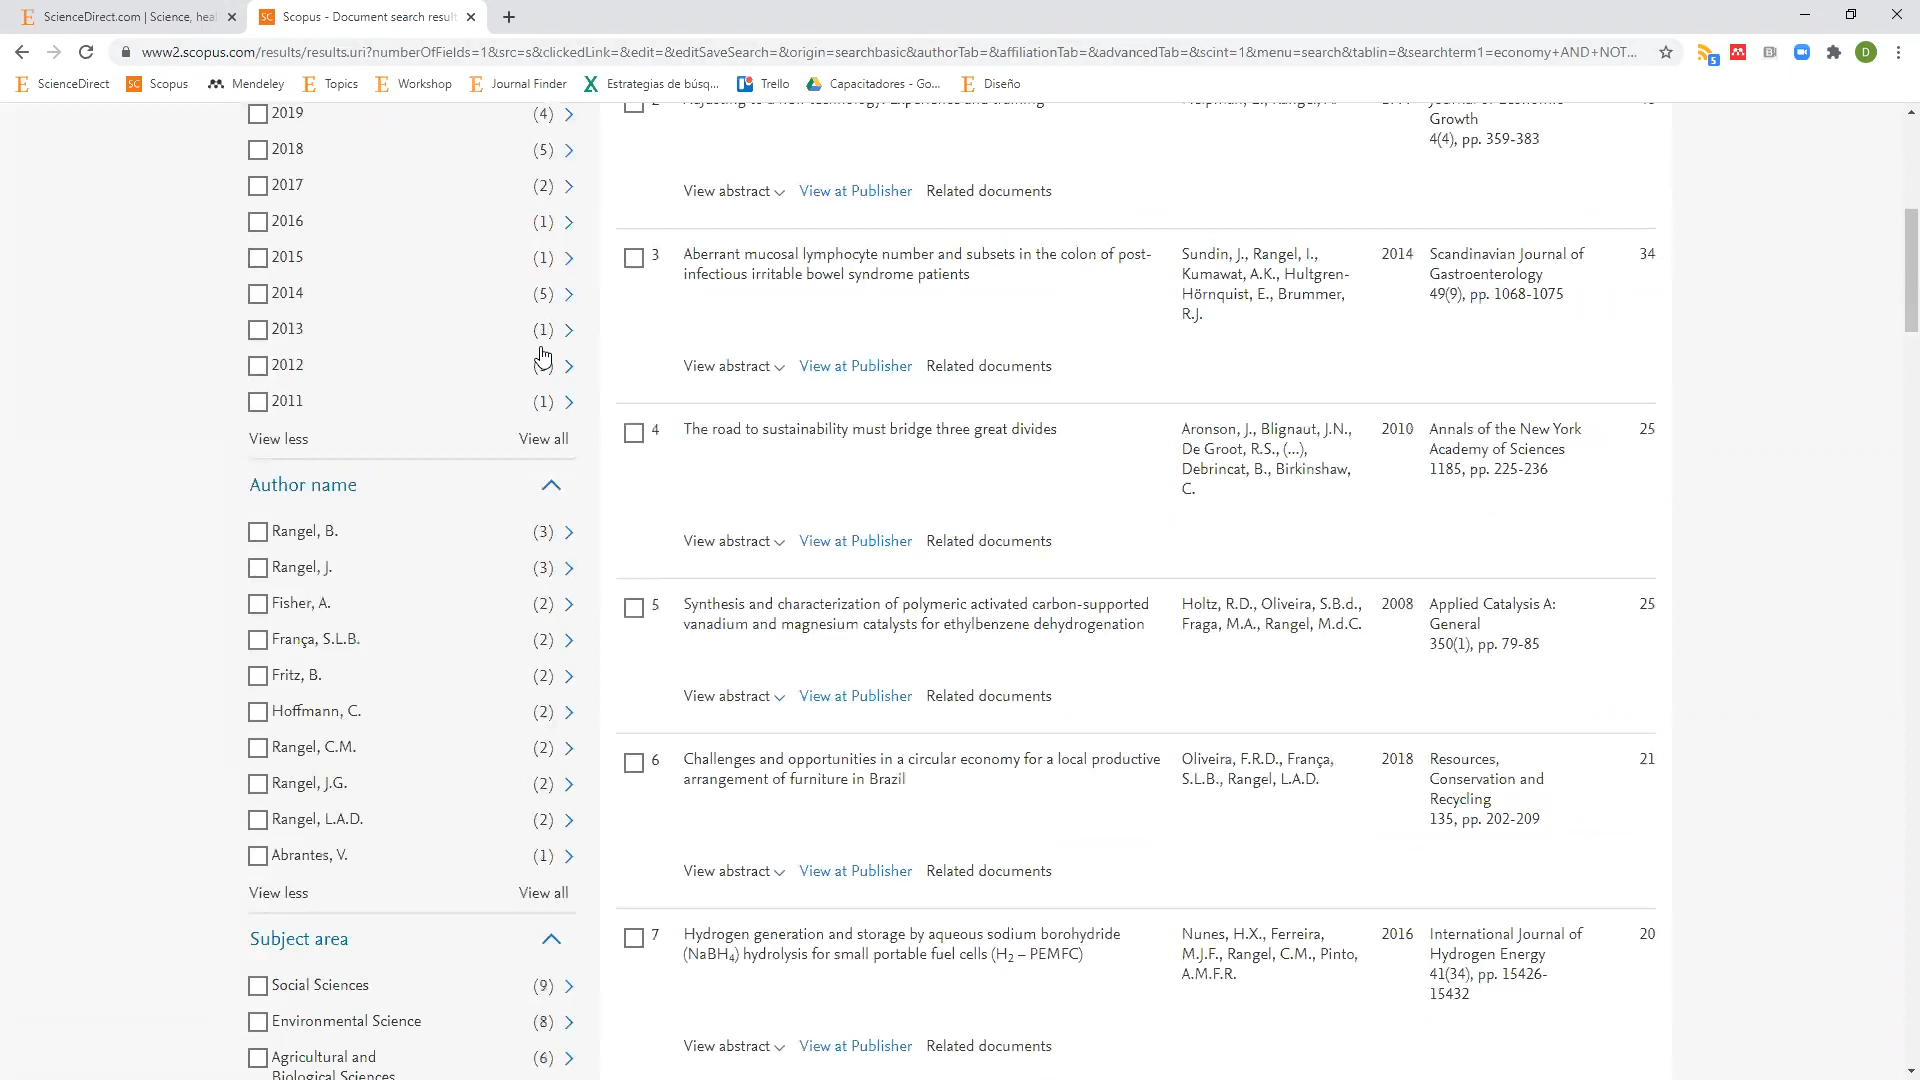 ScienceDirect.com | Science, heal
Scopus - Document search result
www2.scopus.com/results/results.uri?numberOfFields=1&src=s&clickedLink=&edit=&editSaveSearch=&origin=searchbasic&authorTab=&affiliationTab=&advancedTab=&scint=1&menu=search&tablin=&searchterm1=economy+AND+NOT...
5
D
ScienceDirect
SC Scopus
Mendeley
Topics
Workshop
Journal Finder
Estrategias de búsq...
Trello
Capacitadores - Go...
Diseño
2019 (4)
2018 (5)
2017 (2)
2016 (1)
2015 (1)
2014 (5)
2013 (1)
2012
2011 (1)
View less View all
Author name
Rangel, B. (3)
Rangel, J. (3)
Fisher, A. (2)
França, S.L.B. (2)
Fritz, B. (2)
Hoffmann, C. (2)
Rangel, C.M. (2)
Rangel, J.G. (2)
Rangel, L.A.D. (2)
Abrantes, V. (1)
View less View all
Subject area
Social Sciences (9)
Environmental Science (8)
Agricultural and (6)
Biological Sciences
Growth
4(4), pp. 359-383
View abstract View at Publisher Related documents
3 Aberrant mucosal lymphocyte number and subsets in the colon of post-
infectious irritable bowel syndrome patients
Sundin, J., Rangel, I.,
Kumawat, A.K., Hultgren-
Hörnquist, E., Brummer,
R.J.
2014
Scandinavian Journal of
Gastroenterology
49(9), pp. 1068-1075
34
View abstract View at Publisher Related documents
4 The road to sustainability must bridge three great divides
Aronson, J., Blignaut, J.N.,
De Groot, R.S., (...),
Debrincat, B., Birkinshaw,
C.
2010
Annals of the New York
Academy of Sciences
1185, pp. 225-236
25
View abstract View at Publisher Related documents
5 Synthesis and characterization of polymeric activated carbon-supported
vanadium and magnesium catalysts for ethylbenzene dehydrogenation
Holtz, R.D., Oliveira, S.B.d.,
Fraga, M.A., Rangel, M.d.C.
2008
Applied Catalysis A:
General
350(1), pp. 79-85
25
View abstract View at Publisher Related documents
6 Challenges and opportunities in a circular economy for a local productive
arrangement of furniture in Brazil
Oliveira, F.R.D., França,
S.L.B., Rangel, L.A.D.
2018
Resources,
Conservation and
Recycling
135, pp. 202-209
21
View abstract View at Publisher Related documents
7 Hydrogen generation and storage by aqueous sodium borohydride
(NaBH4) hydrolysis for small portable fuel cells (H2 – PEMFC)
Nunes, H.X., Ferreira,
M.J.F., Rangel, C.M., Pinto,
A.M.F.R.
2016
International Journal of
Hydrogen Energy
41(34), pp. 15426-
15432
20
View abstract View at Publisher Related documents